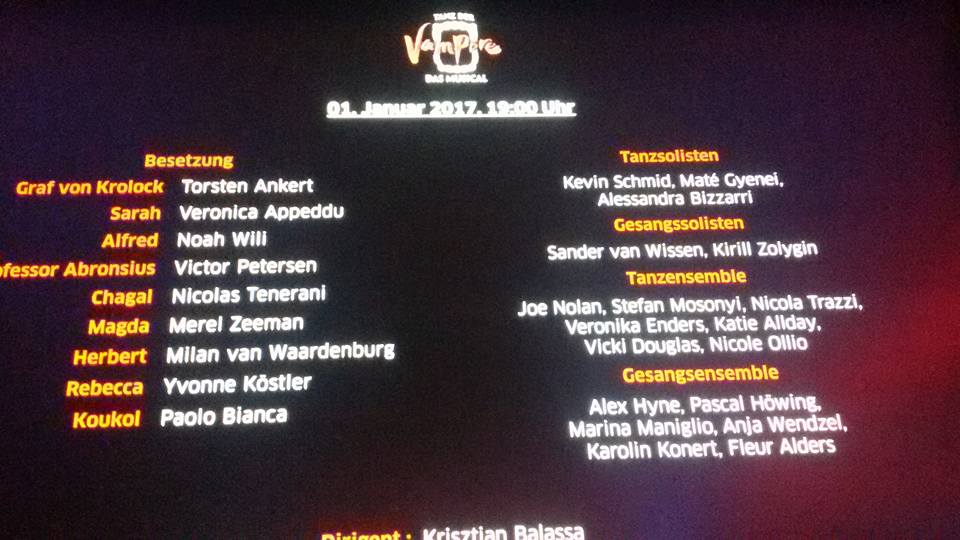 TANZ DER
Vampire
DAS MUSICAL
01. Januar 2017, 19:00 Uhr
Besetzung
Graf von Krolock Torsten Ankert
Sarah Veronica Appeddu
Alfred Noah Wili
ofessor Abronsius Victor Petersen
Chagal Nicolas Tenerani
Magda Merel Zeeman
Herbert Milan van Waardenburg
Rebecca Yvonne Köstler
Koukol Paolo Bianca
Tanzsolisten
Kevin Schmid, Maté Gyenei,
Alessandra Bizzarri
Gesangssolisten
Sander van Wissen, Kirill Zolygin
Tanzensemble
Joe Nolan, Stefan Mosonyi, Nicola Trazzi,
Veronika Enders, Katie Allday,
Vicki Douglas, Nicole Ollio
Gesangsensemble
Alex Hyne, Pascal Höwing,
Marina Maniglio, Anja Wendzel,
Karolin Konert, Fleur Alders
Dirigent : Krisztian Balassa